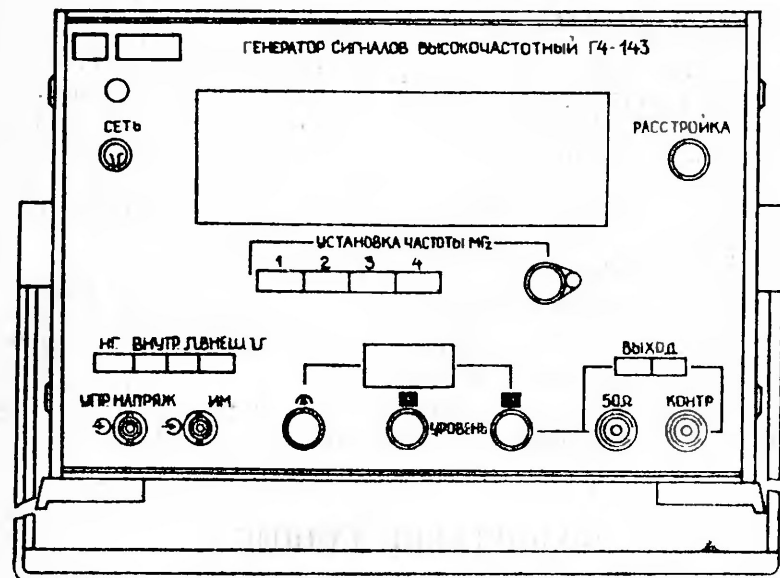 ГЕНЕРАТОР СИГНАЛОВ ВЫСОКОЧАСТОТНЫЙ Г4-143
СЕТЬ
РАССТРОЙКА
УСТАНОВКА ЧАСТОТЫ МГz
1 2 3 4
НГ ВНУТР ВНЕШ
ВЫХОД
УПР НАПРЯЖ ИМ
50Ω КОНТР
УРОВЕНЬ